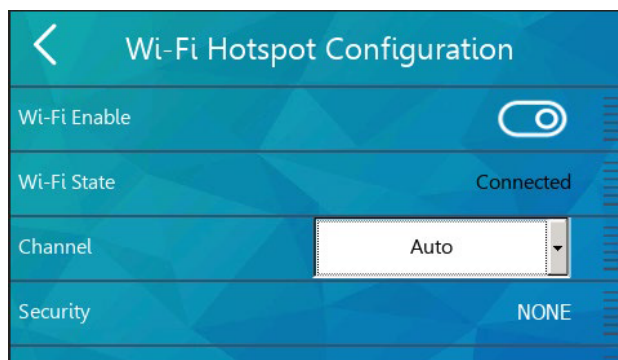 Wi-Fi Hotspot Configuration
Wi-Fi Enable
Wi-Fi State Connected
Channel Auto
Security NONE